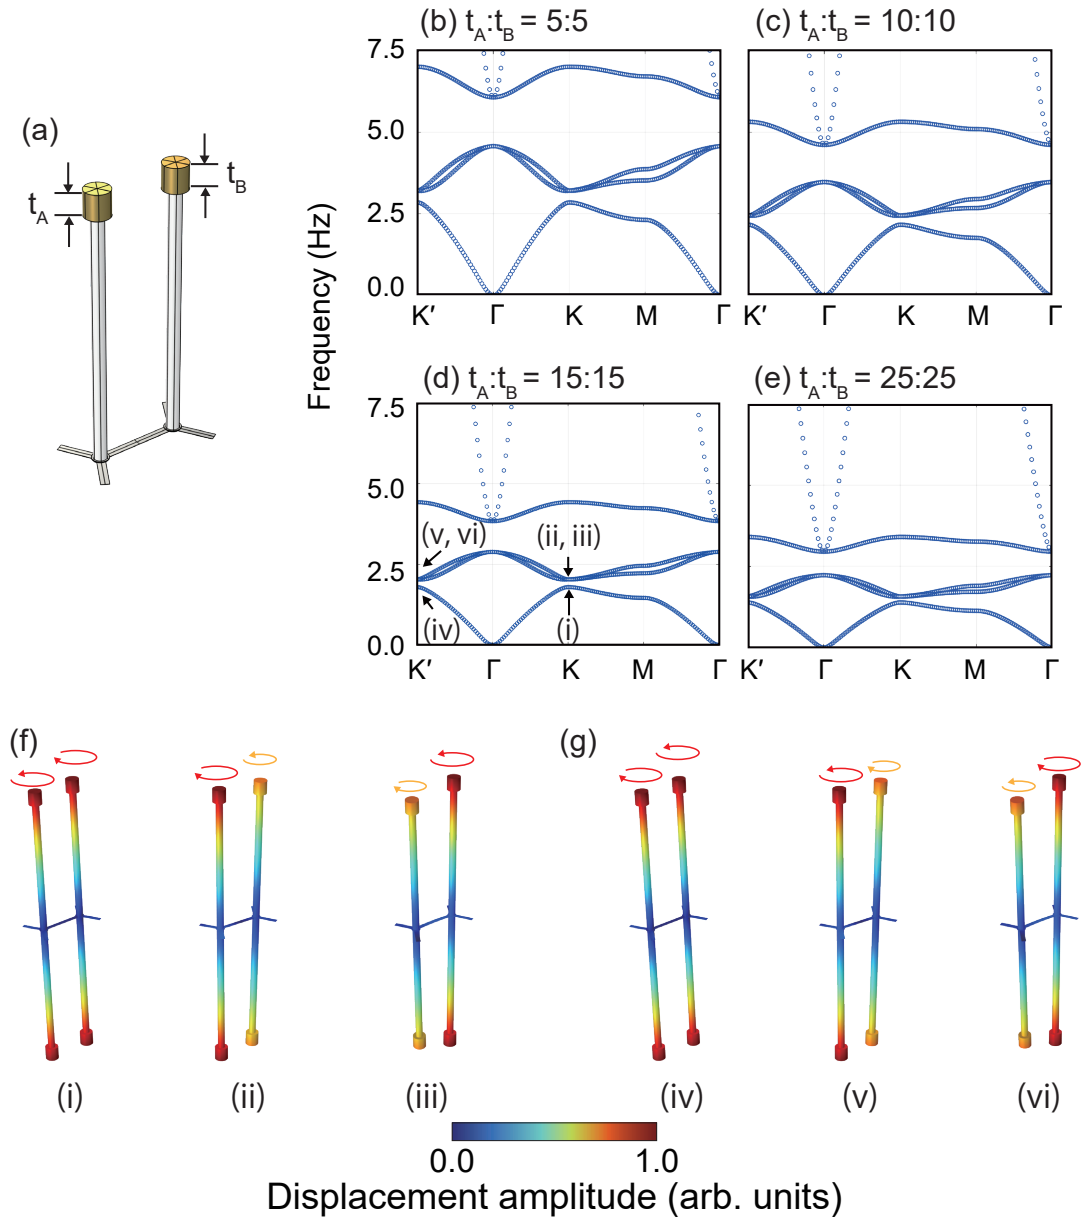 (a)
t_A
t_B
Frequency (Hz)
(b) t_A:t_B = 5:5
7.5
5.0
2.5
0.0
K′ Γ K M Γ
(c) t_A:t_B = 10:10
K′ Γ K M Γ
(d) t_A:t_B = 15:15
7.5
5.0
2.5
0.0
(v, vi)
(ii, iii)
(iv)
(i)
K′ Γ K M Γ
(e) t_A:t_B = 25:25
K′ Γ K M Γ
(f)
(i) (ii) (iii)
(g)
(iv) (v) (vi)
0.0 1.0
Displacement amplitude (arb. units)